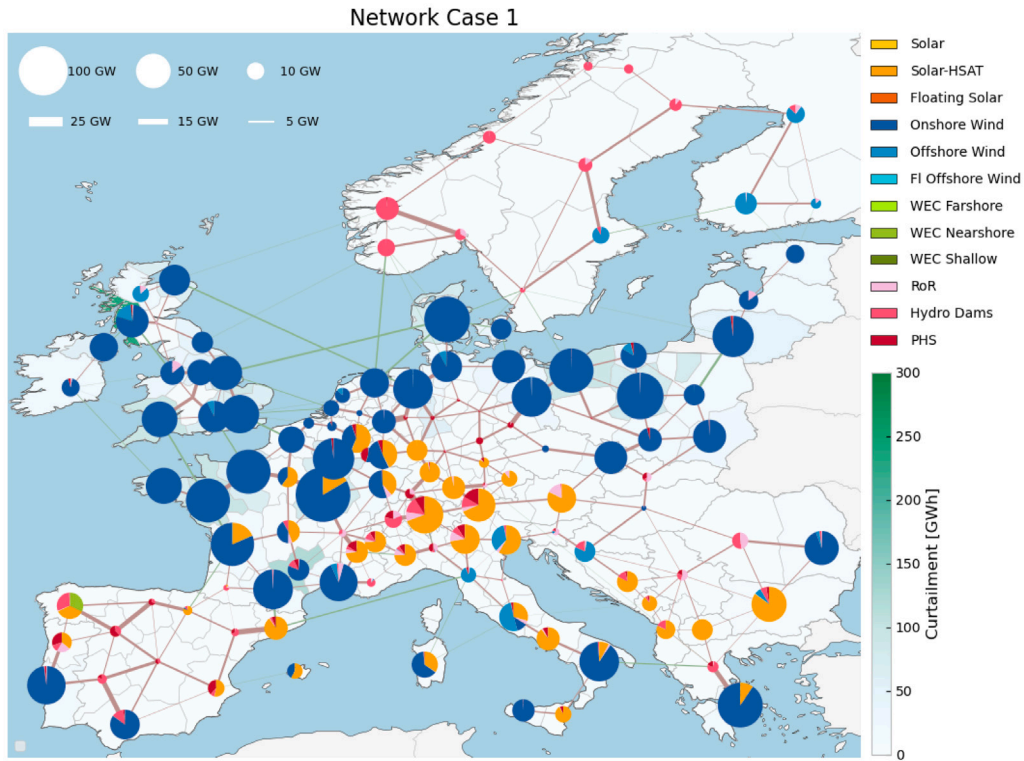 Network Case 1
100 GW 50 GW 10 GW
25 GW 15 GW 5 GW
Solar
Solar-HSAT
Floating Solar
Onshore Wind
Offshore Wind
Fl Offshore Wind
WEC Farshore
WEC Nearshore
WEC Shallow
RoR
Hydro Dams
PHS
300
250
200
150
100
50
0
Curtailment [GWh]